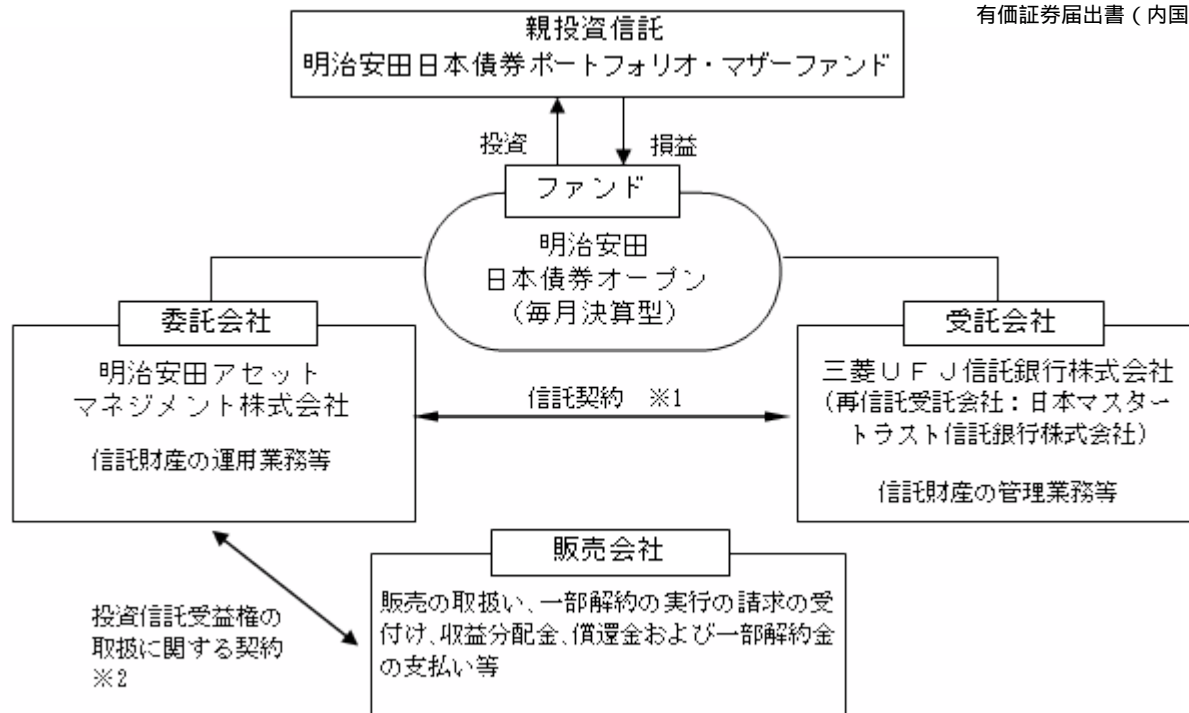 有価証券届出書（内国
親投資信託
明治安田日本債券ポートフォリオ・マザーファンド
投資
損益
ファンド
明治安田
日本債券オープン
（毎月決算型）
委託会社
明治安田アセット
マネジメント株式会社
信託財産の運用業務等
信託契約　※1
受託会社
三菱ＵＦＪ信託銀行株式会社
（再信託受託会社：日本マスター
トラスト信託銀行株式会社）
信託財産の管理業務等
投資信託受益権の
取扱に関する契約
※2
販売会社
販売の取扱い、一部解約の実行の請求の受
付け、収益分配金、償還金および一部解約金
の支払い等